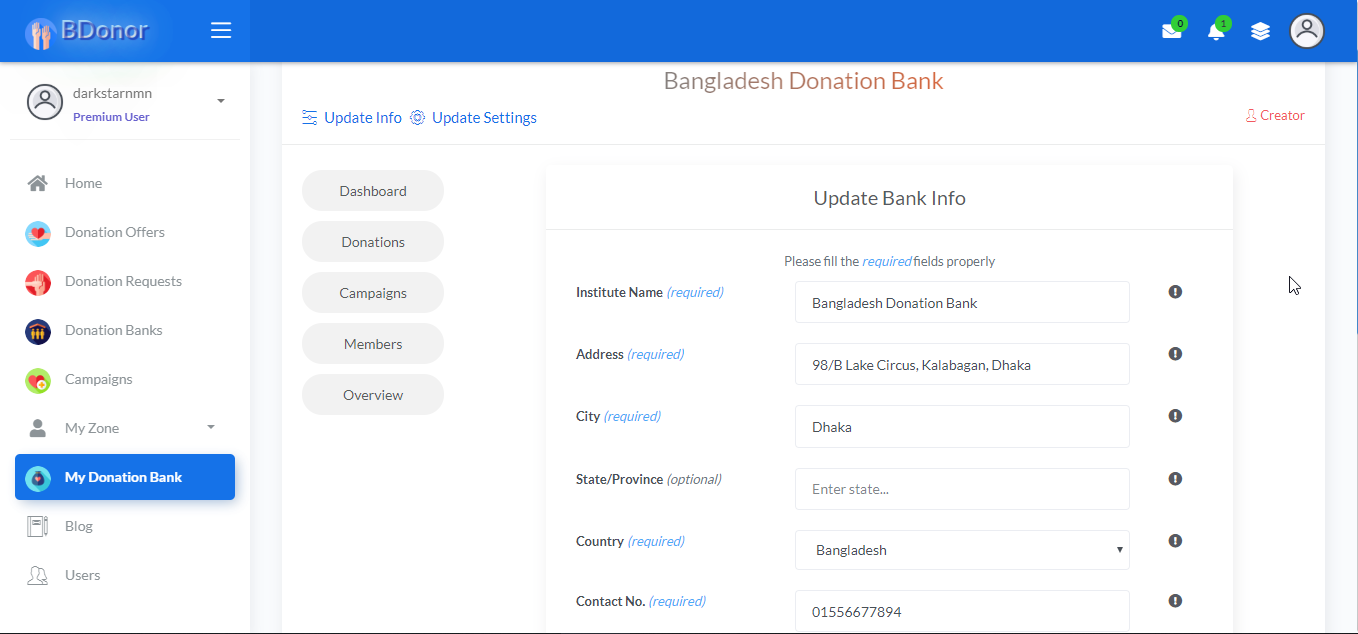 BDonor
0
1
darkstarnmn
Premium User
Home
Donation Offers
Donation Requests
Donation Banks
Campaigns
My Zone
My Donation Bank
Blog
Users
Bangladesh Donation Bank
Update Info
Update Settings
Creator
Dashboard
Donations
Campaigns
Members
Overview
Update Bank Info
Please fill the required fields properly
Institute Name (required)
Bangladesh Donation Bank
Address (required)
98/B Lake Circus, Kalabagan, Dhaka
City (required)
Dhaka
State/Province (optional)
Enter state...
Country (required)
Bangladesh
Contact No. (required)
01556677894